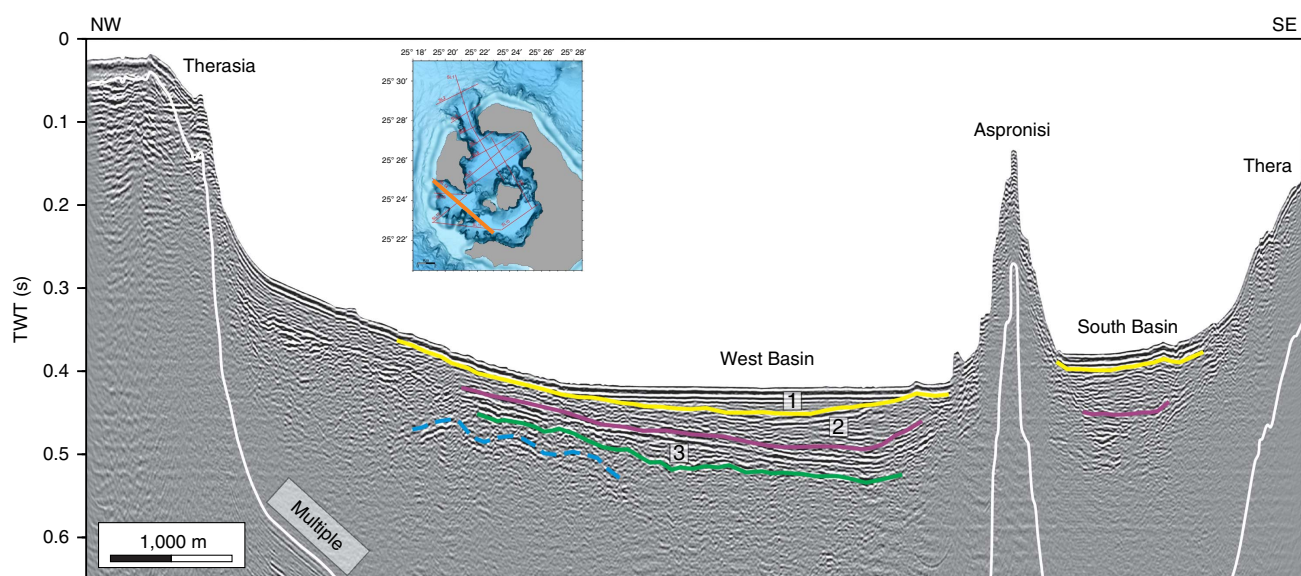 NW
SE
0
0.1
0.2
0.3
0.4
0.5
0.6
TWT (s)
Therasia
25° 18′ 25° 20′ 25° 22′ 25° 24′ 25° 26′ 25° 28′
25° 30′
25° 28′
25° 27′
25° 26′
25° 24′
25° 22′
Aspronisi
Thera
South Basin
West Basin
1
2
3
Multiple
1,000 m